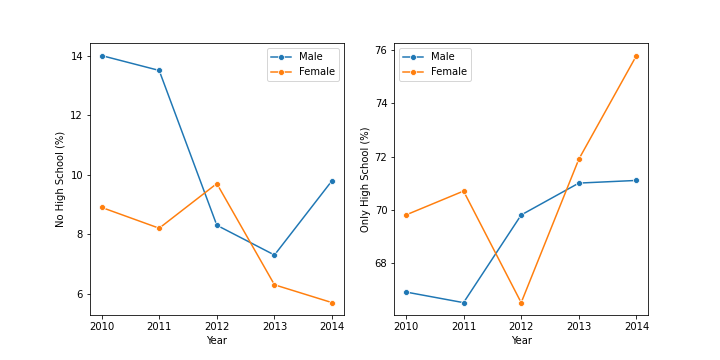 Male
Female
14
12
10
8
6
No High School (%)
2010 2011 2012 2013 2014
Year
Male
Female
76
74
72
70
68
Only High School (%)
2010 2011 2012 2013 2014
Year